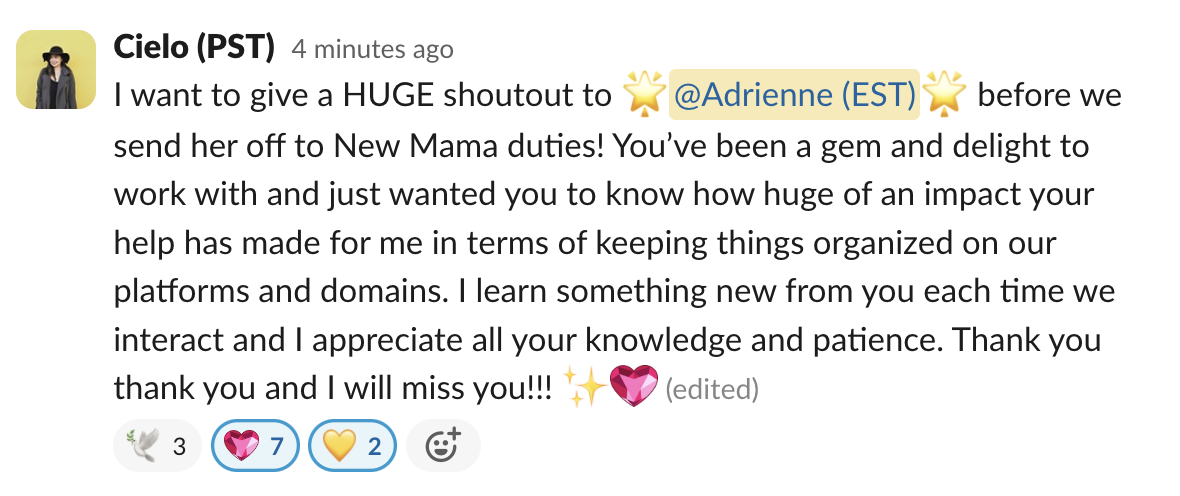 Cielo (PST) 4 minutes ago
I want to give a HUGE shoutout to 🌟@Adrienne (EST)🌟 before we
send her off to New Mama duties! You’ve been a gem and delight to
work with and just wanted you to know how huge of an impact your
help has made for me in terms of keeping things organized on our
platforms and domains. I learn something new from you each time we
interact and I appreciate all your knowledge and patience. Thank you
thank you and I will miss you!!! ✨💖 (edited)
3 7 2